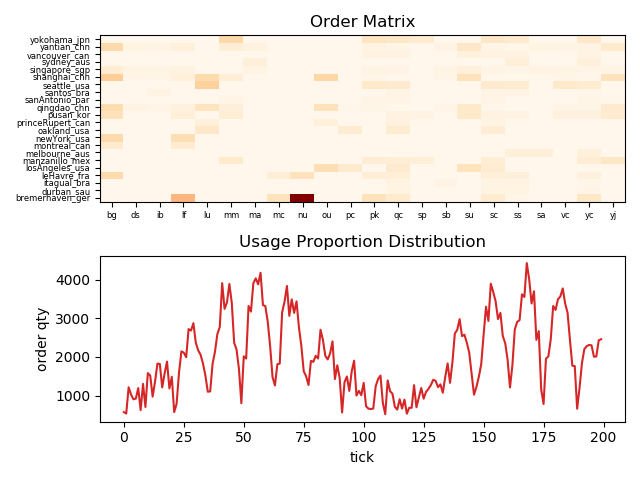 Order Matrix
yokohama_jpn
yantian_chn
vancouver_can
sydney_aus
singapore_sgp
shanghai_chn
seattle_usa
santos_bra
sanAntonio_par
qingdao_chn
pusan_kor
princeRupert_can
oakland_usa
newYork_usa
montreal_can
melbourne_aus
manzanillo_mex
losAngeles_usa
leHavre_fra
itagual_bra
durban_sau
bremerhaven_ger
bg ds ib lf lu mm ma mc nu ou pc pk qc sp sb su sc ss sa vc yc yj
Usage Proportion Distribution
order qty
4000
3000
2000
1000
0 25 50 75 100 125 150 175 200
tick